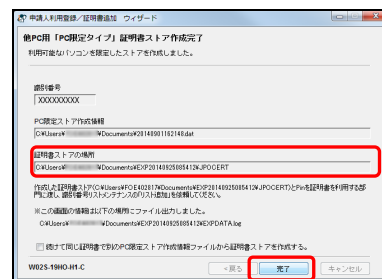 申請人利用登録／証明書追加 ウィザード
他PC用「PC限定タイプ」証明書ストア作成完了
利用可能なパソコンを限定したストアを作成しました。
識別番号
XXXXXXXXX
PC限定ストア作成情報
C:¥Users¥ ¥Documents¥20140901162148.dat
証明書ストアの場所
C:¥Users¥ ¥Documents¥EXP20140925085412¥JPOCERT
作成した証明書ストア(C:¥Users¥FOE402817¥Documents¥EXP20140925085412¥JPOCERT)とPinを証明書を利用する部
門に渡し、識別番号リストメンテナンスのリスト追加を依頼してください。
※この画面の情報は以下の場所にファイル出力しました。
C:¥Users¥ ¥Documents¥EXP20140925085412¥EXPDATA.log
続けて同じ証明書で別のPC限定ストア作成情報ファイルから証明書ストアを作成する。
W02S-19HO-H1-C
<戻る
完了
キャンセル